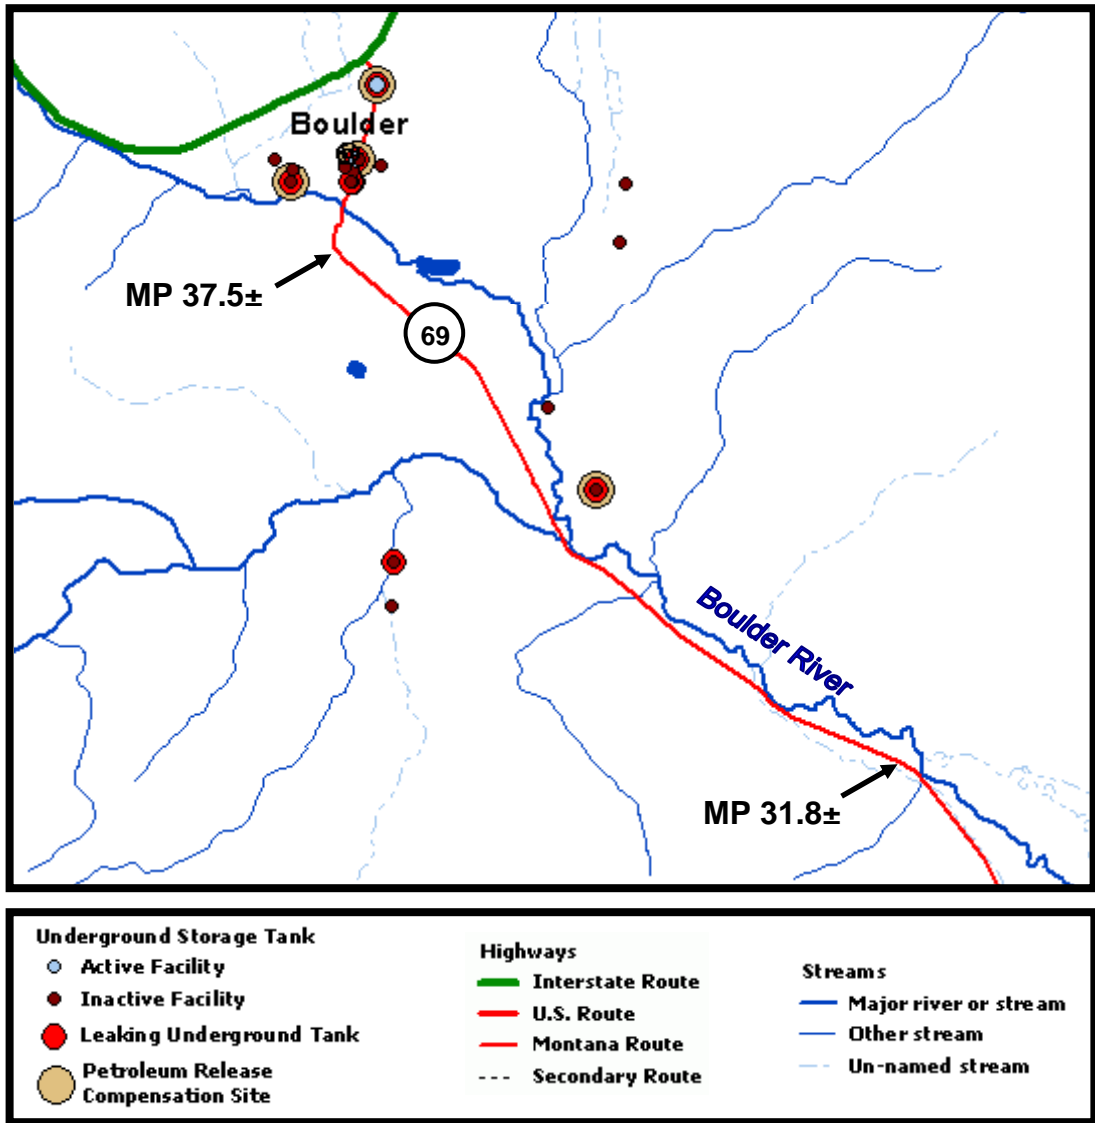 Boulder
MP 37.5±
69
Boulder River
MP 31.8±
Underground Storage Tank
Active Facility
Inactive Facility
Leaking Underground Tank
Petroleum Release
Compensation Site
Highways
Interstate Route
U.S. Route
Montana Route
Secondary Route
Streams
Major river or stream
Other stream
Un-named stream